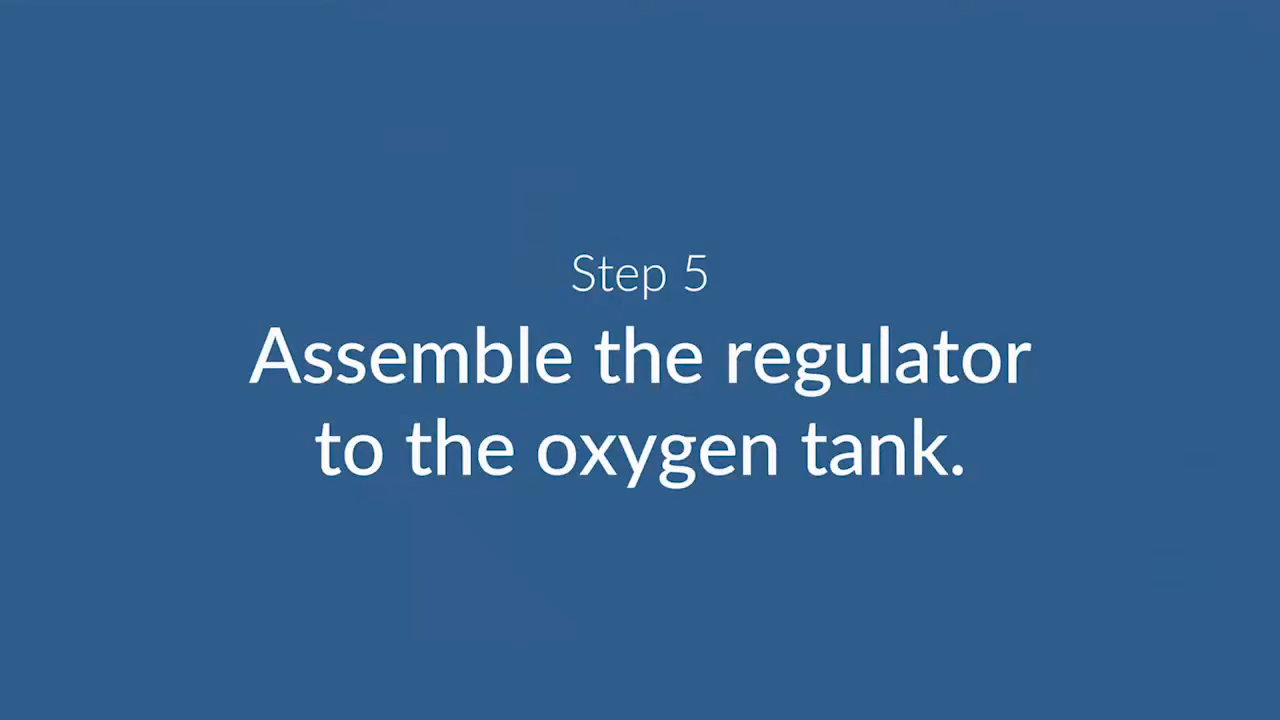 Step 5
Assemble the regulator
to the oxygen tank.